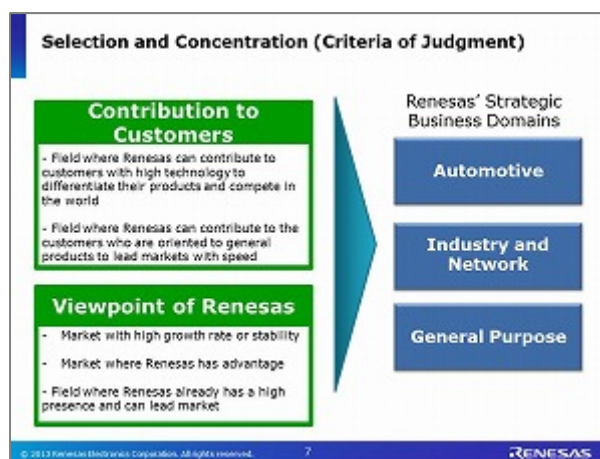 Selection and Concentration (Criteria of Judgment)
Contribution to
Customers
- Field where Renesas can contribute to
customers with high technology to
differentiate their products and compete in
the world
- Field where Renesas can contribute to the
customers who are oriented to general
products to lead markets with speed
Viewpoint of Renesas
- Market with high growth rate or stability
- Market where Renesas has advantage
- Field where Renesas already has a high
presence and can lead market
Renesas' Strategic
Business Domains
Automotive
Industry and
Network
General Purpose
© 2013 Renesas Electronics Corporation. All rights reserved.
7
RENESAS